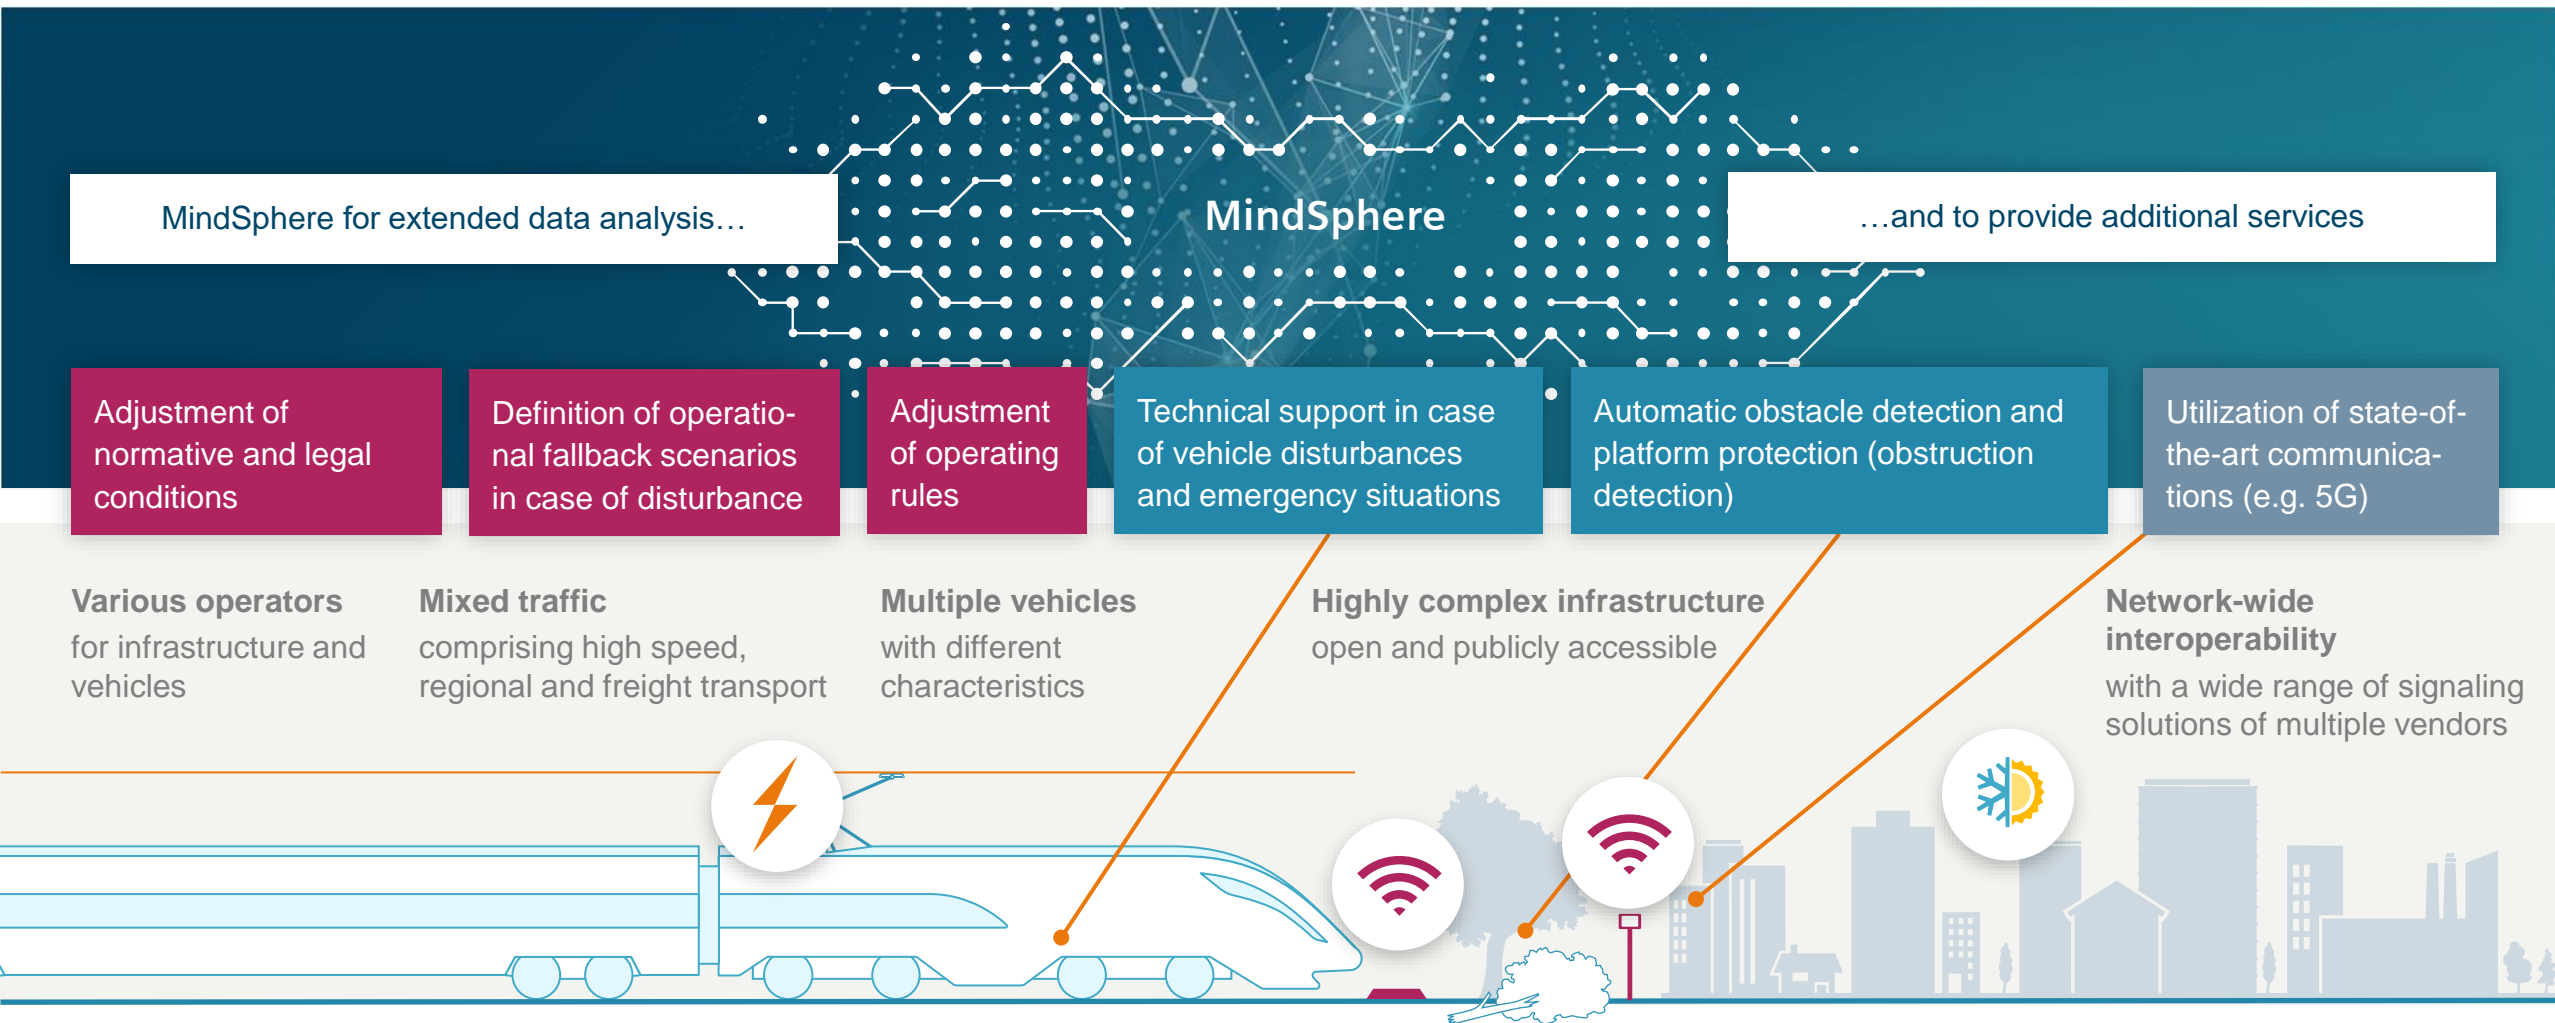 MindSphere for extended data analysis…
MindSphere
…and to provide additional services
Adjustment of
normative and legal
conditions
Definition of operatio-
nal fallback scenarios
in case of disturbance
Adjustment
of operating
rules
Technical support in case
of vehicle disturbances
and emergency situations
Automatic obstacle detection and
platform protection (obstruction
detection)
Utilization of state-of-
the-art communica-
tions (e.g. 5G)
Various operators
for infrastructure and
vehicles
Mixed traffic
comprising high speed,
regional and freight transport
Multiple vehicles
with different
characteristics
Highly complex infrastructure
open and publicly accessible
Network-wide
interoperability
with a wide range of signaling
solutions of multiple vendors